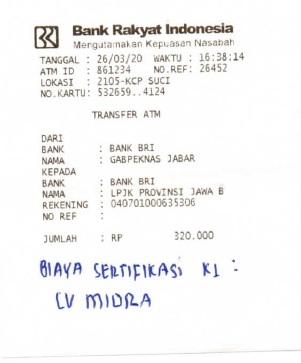 Bank Rakyat Indonesia
Mengutamakan Kepuasan Nasabah
TANGGAL : 26/03/20 WAKTU : 16:38:14
ATM ID : 861234 NO.REF: 26452
LOKASI : 2105-KCP SUCI
NO.KARTU: 532659..4124
TRANSFER ATM
DARI
BANK : BANK BRI
NAMA : GABPEKNAS JABAR
KEPADA
BANK : BANK BRI
NAMA : LPJK PROVINSI JAWA B
REKENING : 040701000635306
NO REF :
JUMLAH : RP 320.000
BIAYA SERTIFIKASI K1 :
CV MIDRA